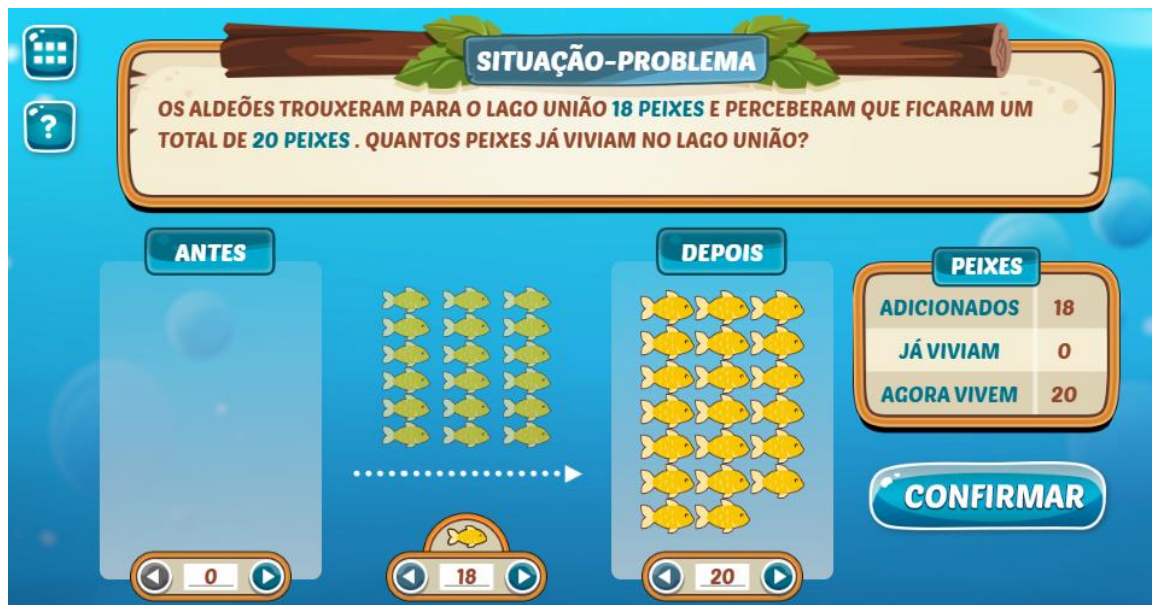 SITUAÇÃO-PROBLEMA
OS ALDEÕES TROUXERAM PARA O LAGO UNIÃO 18 PEIXES E PERCEBERAM QUE FICARAM UM
TOTAL DE 20 PEIXES . QUANTOS PEIXES JÁ VIVIAM NO LAGO UNIÃO?
?
ANTES
DEPOIS
PEIXES
ADICIONADOS 18
JÁ VIVIAM 0
AGORA VIVEM 20
CONFIRMAR
0
18
20